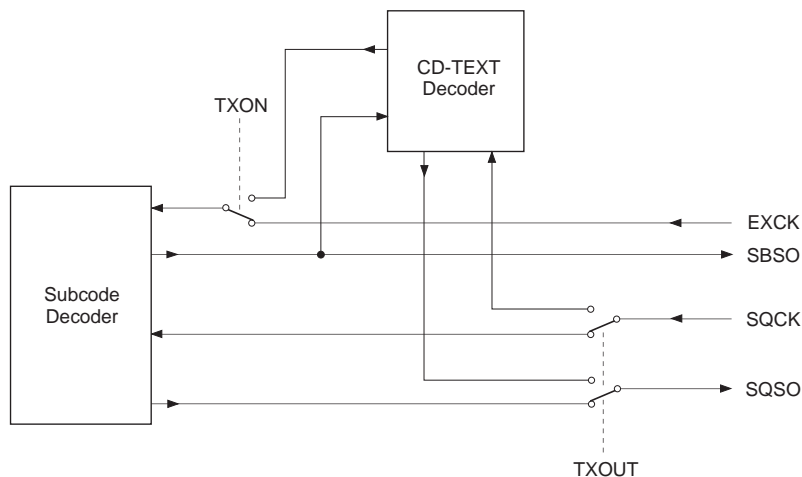 CD-TEXT
Decoder
TXON
EXCK
SBSO
Subcode
Decoder
SQCK
SQSO
TXOUT